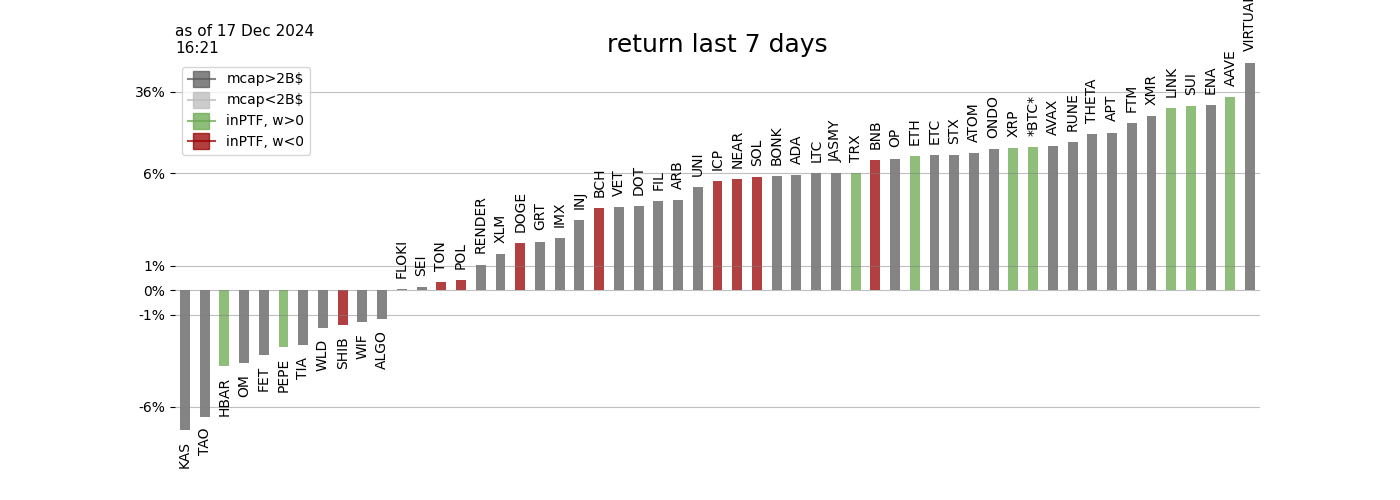 as of 17 Dec 2024
16:21
return last 7 days
mcap>2B$
mcap<2B$
inPTF, w>0
inPTF, w<0
36%
6%
1%
0%
-1%
-6%
KAS
TAO
HBAR
OM
FET
PEPE
TIA
WLD
SHIB
WIF
ALGO
FLOKI
SEI
TON
POL
RENDER
XLM
DOGE
GRT
IMX
INJ
BCH
VET
DOT
FIL
ARB
UNI
ICP
NEAR
SOL
BONK
ADA
LTC
JASMY
TRX
BNB
OP
ETH
ETC
STX
ATOM
ONDO
XRP
*BTC*
AVAX
RUNE
THETA
APT
FTM
XMR
LINK
SUI
ENA
AAVE
VIRTUAL